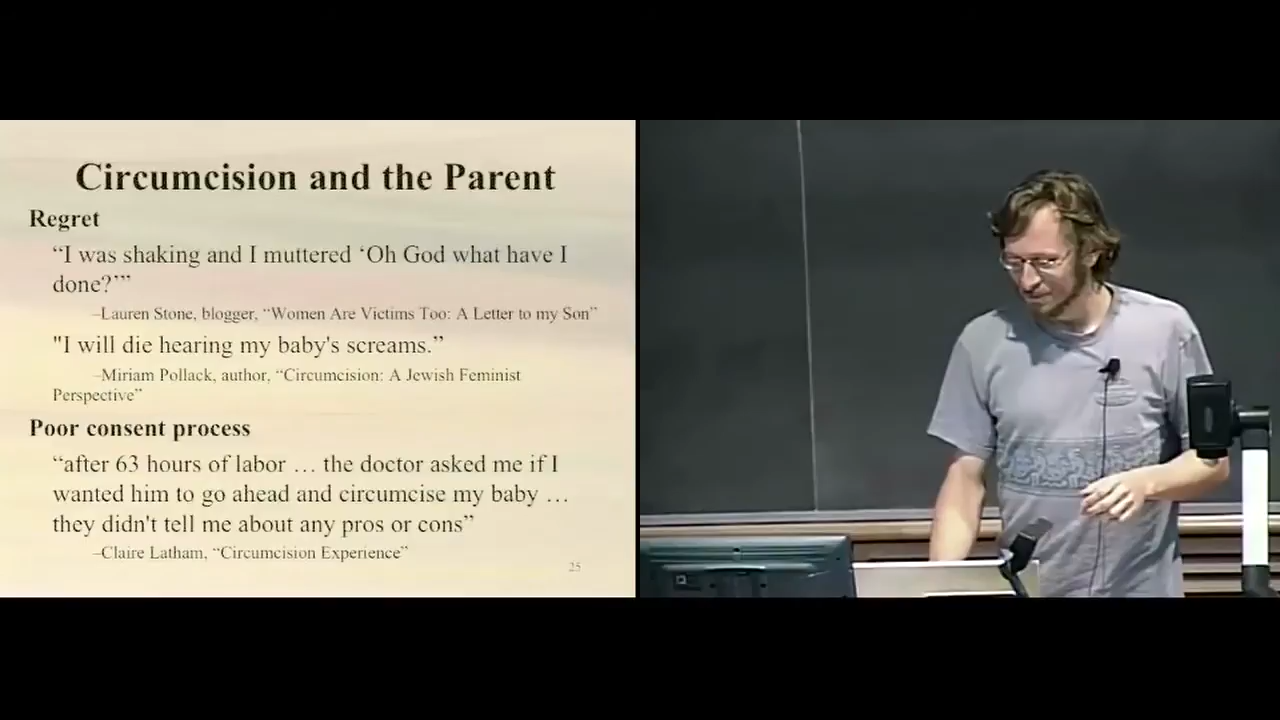 Circumcision and the Parent
Regret
“I was shaking and I muttered ‘Oh God what have I
done?’”
–Lauren Stone, blogger, “Women Are Victims Too: A Letter to my Son”
"I will die hearing my baby's screams.”
–Miriam Pollack, author, “Circumcision: A Jewish Feminist
Perspective”
Poor consent process
“after 63 hours of labor … the doctor asked me if I
wanted him to go ahead and circumcise my baby …
they didn't tell me about any pros or cons”
–Claire Latham, “Circumcision Experience”
25